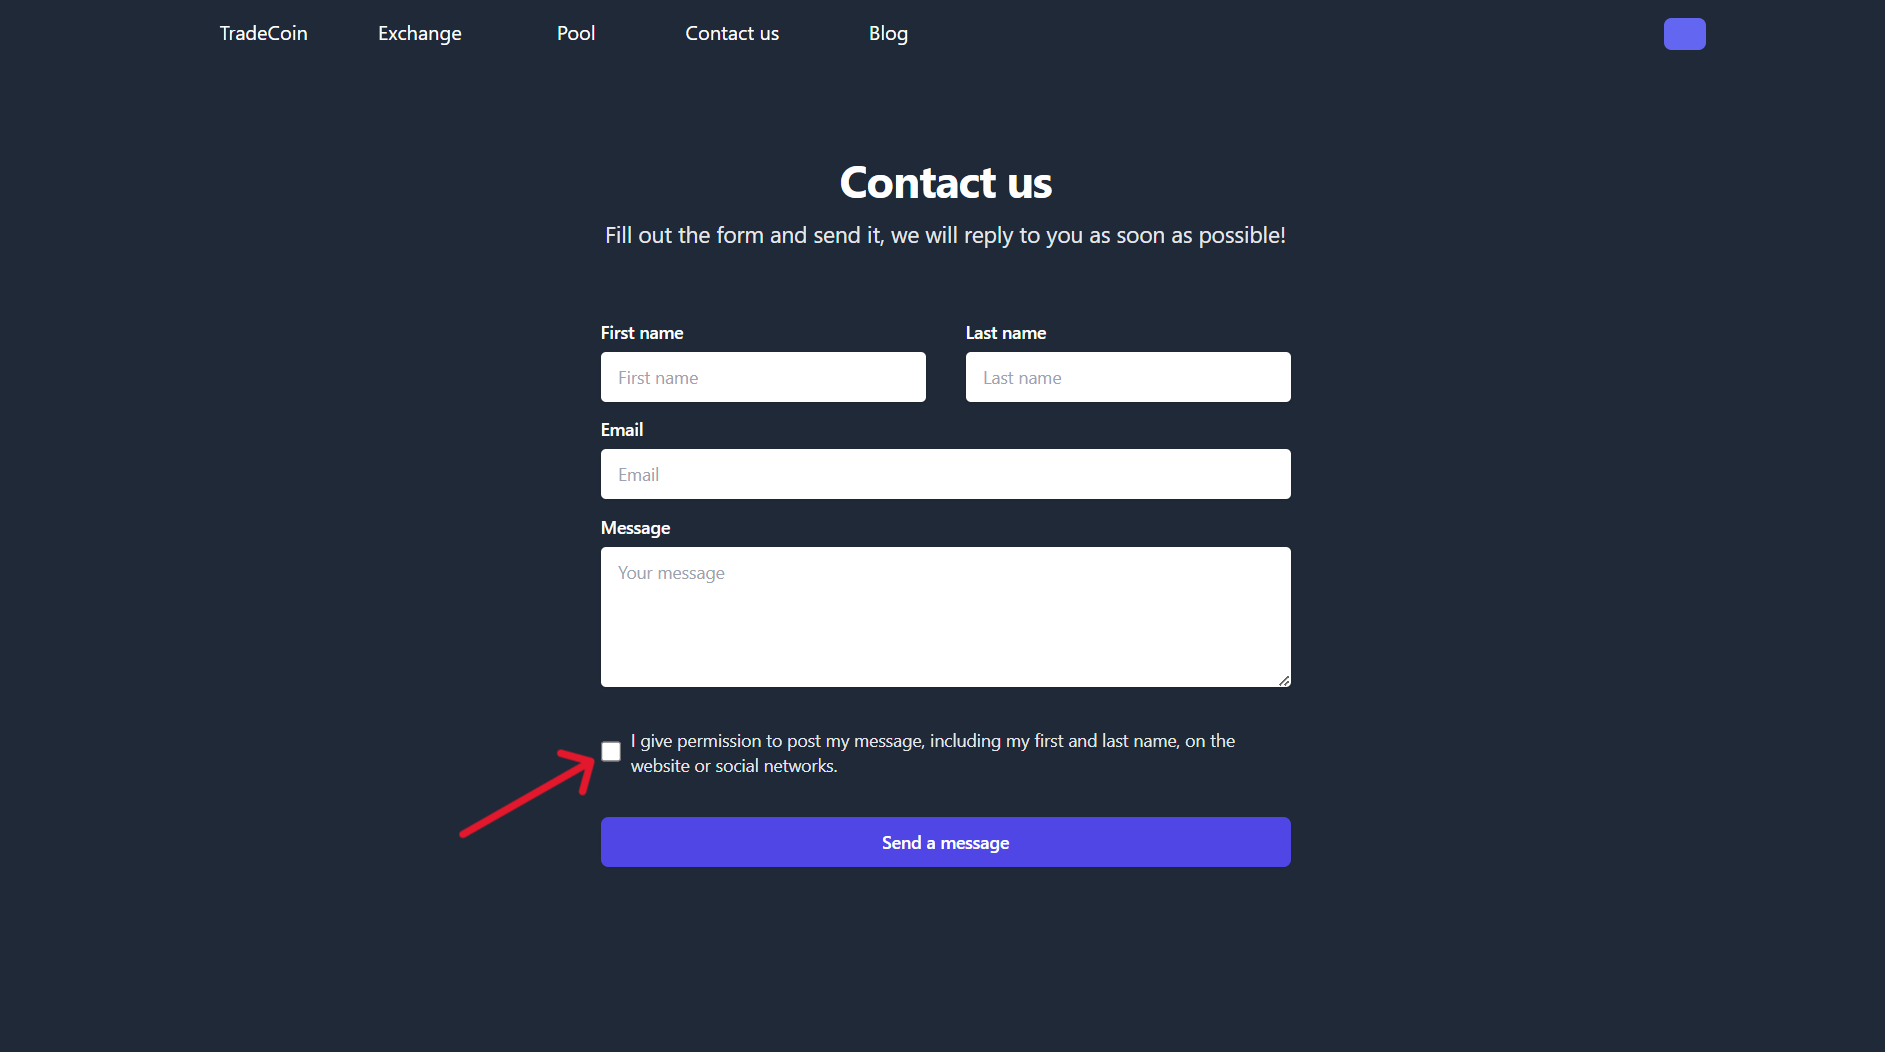 TradeCoin Exchange Pool Contact us Blog
Contact us
Fill out the form and send it, we will reply to you as soon as possible!
First name Last name
First name Last name
Email
Email
Message
Your message
I give permission to post my message, including my first and last name, on the
website or social networks.
Send a message